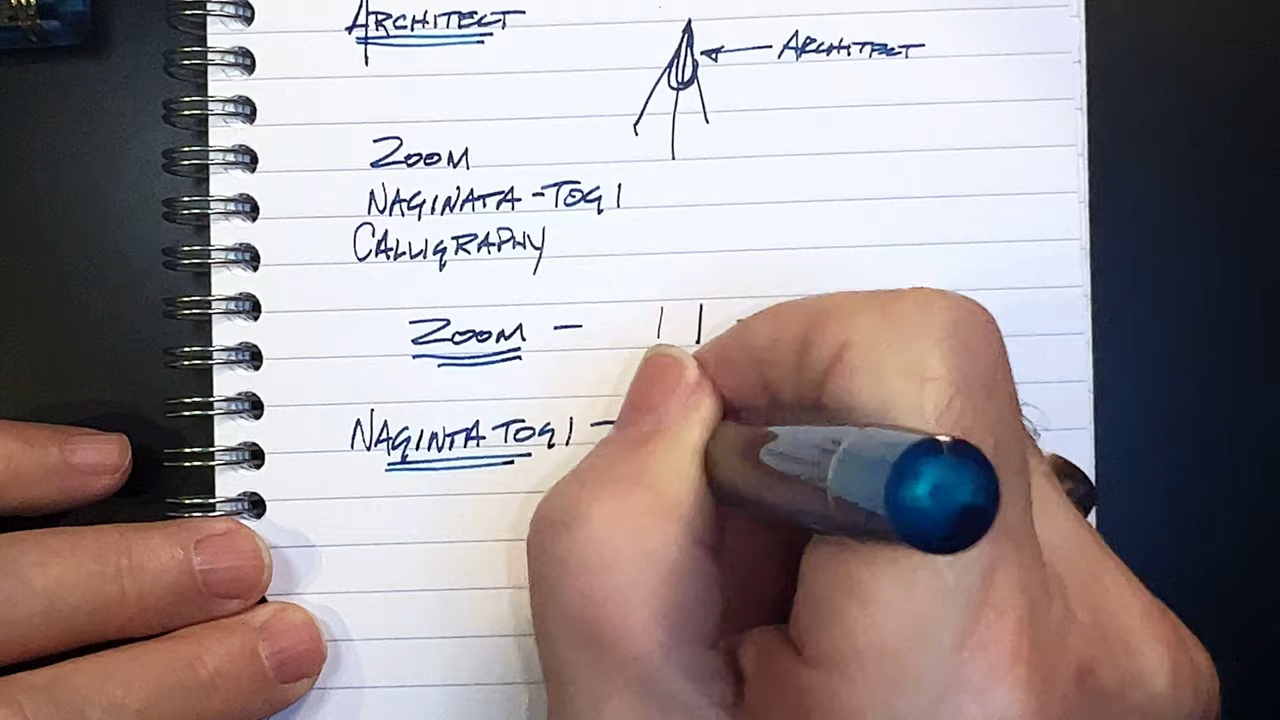 ARCHITECT
← ARCHITECT
ZOOM
NAGINATA-TOGI
CALLIGRAPHY
ZOOM –
NAGINTA TOGI –